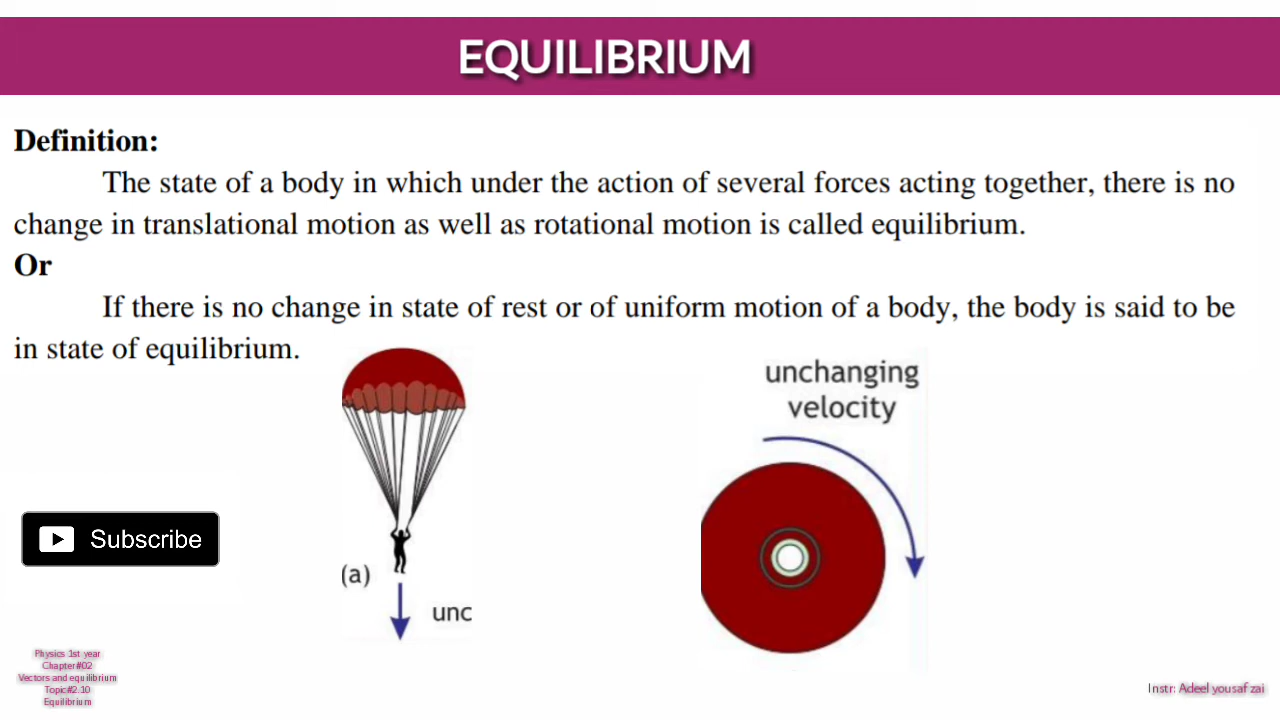 EQUILIBRIUM
Definition:
The state of a body in which under the action of several forces acting together, there is no
change in translational motion as well as rotational motion is called equilibrium.
Or
If there is no change in state of rest or of uniform motion of a body, the body is said to be
in state of equilibrium.
unchanging
velocity
Subscribe
(a)
unc
Physics 1st year
Chapter#02
Vectors and equilibrium
Topic#2.10
Equilibrium
Instr: Adeel yousaf zai